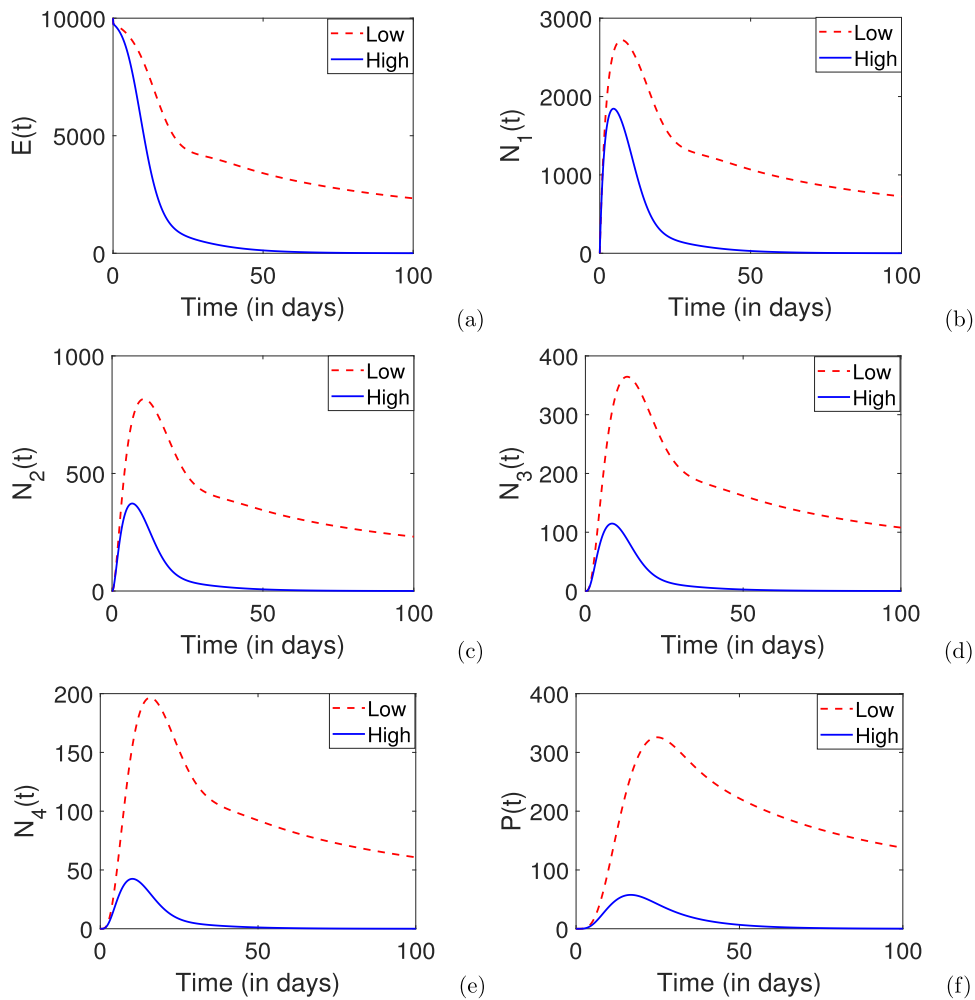 10000
5000
0
E(t)
0
50
100
Time (in days)
Low
High
(a)
3000
2000
1000
0
N1(t)
0
50
100
Time (in days)
Low
High
(b)
1000
500
0
N2(t)
0
50
100
Time (in days)
Low
High
(c)
400
300
200
100
0
N3(t)
0
50
100
Time (in days)
Low
High
(d)
200
150
100
50
0
N4(t)
0
50
100
Time (in days)
Low
High
(e)
400
300
200
100
0
P(t)
0
50
100
Time (in days)
Low
High
(f)